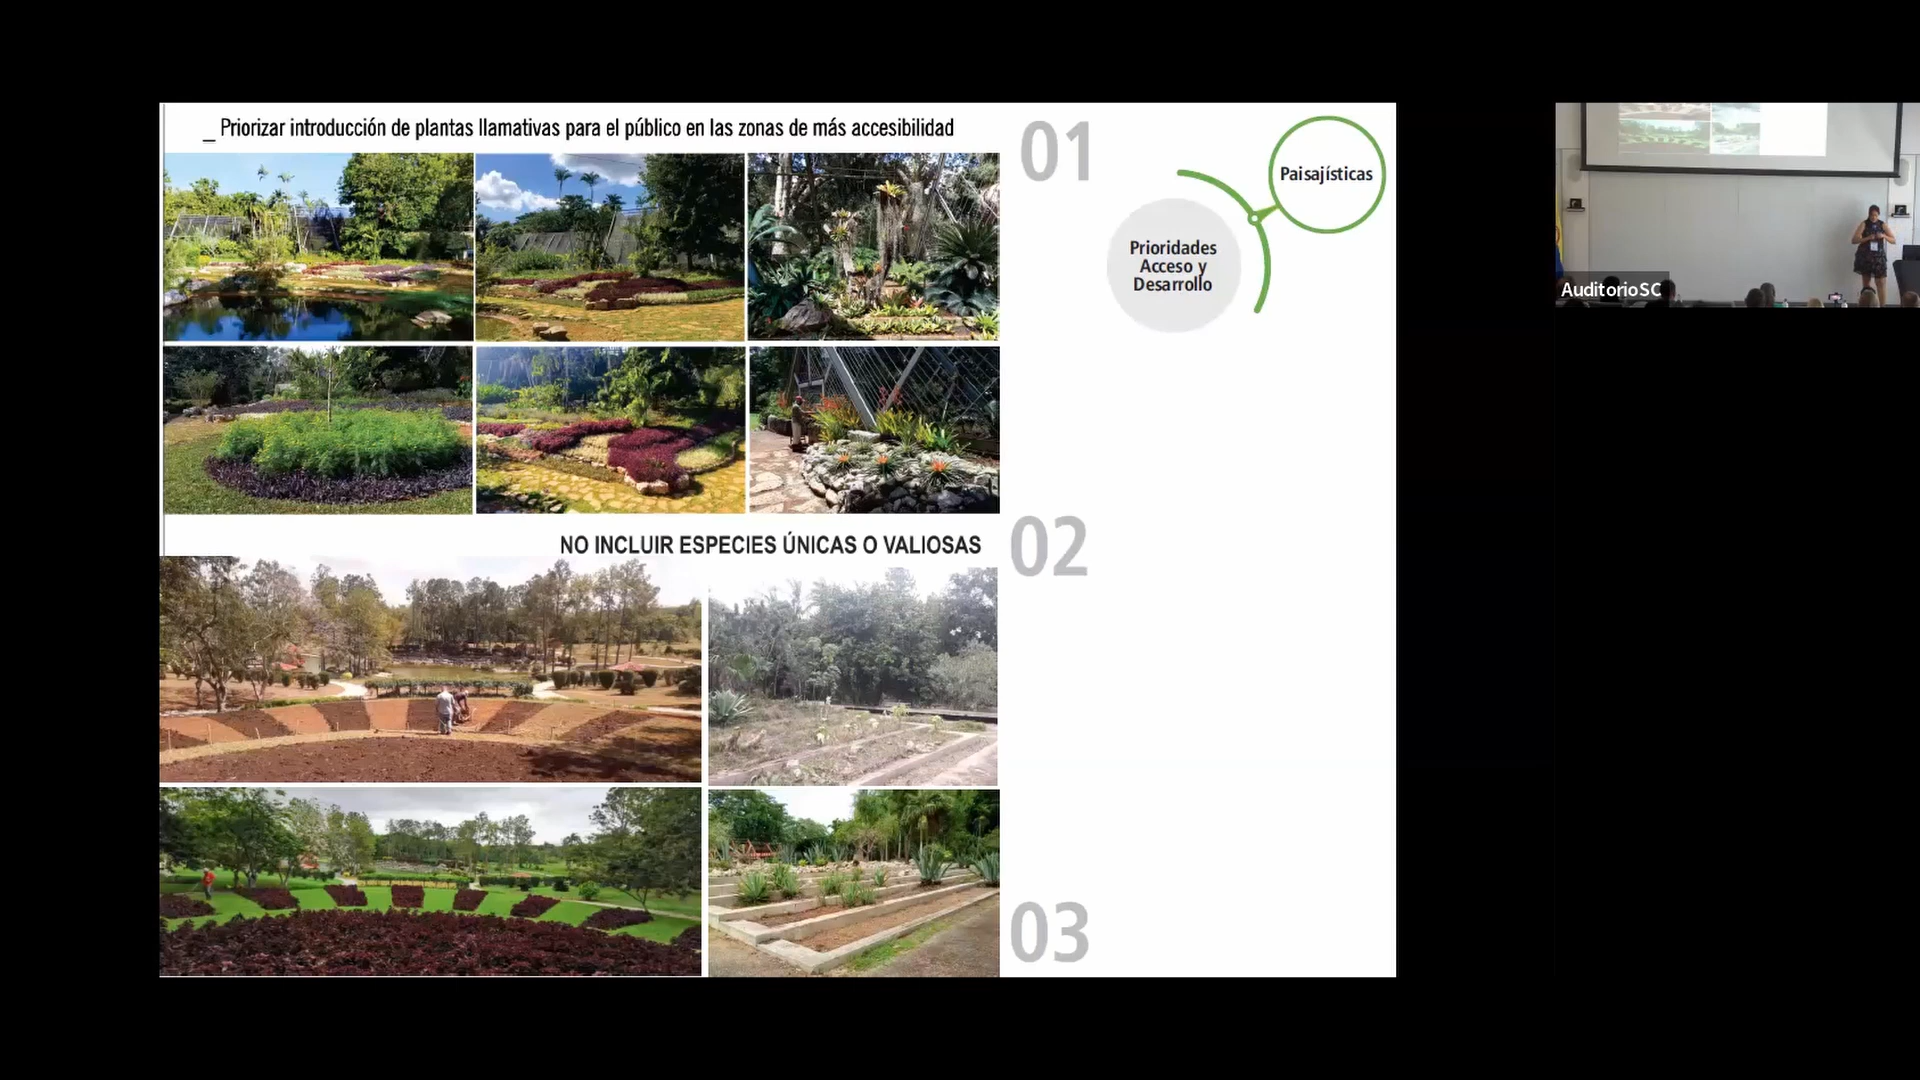 _ Priorizar introducción de plantas llamativas para el público en las zonas de más accesibilidad
01
Paisajísticas
Prioridades
Acceso y
Desarrollo
AuditorioSC
NO INCLUIR ESPECIES ÚNICAS O VALIOSAS
02
03